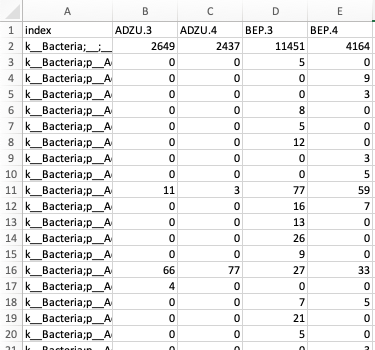 A B C D E
1 index ADZU.3 ADZU.4 BEP.3 BEP.4
2 k__Bacteria;__;__ 2649 2437 11451 4164
3 k__Bacteria;p__A 0 0 5 0
4 k__Bacteria;p__A 0 0 0 9
5 k__Bacteria;p__A 0 0 0 3
6 k__Bacteria;p__A 0 0 8 0
7 k__Bacteria;p__A 0 0 5 0
8 k__Bacteria;p__A 0 0 12 0
9 k__Bacteria;p__A 0 0 0 3
10 k__Bacteria;p__A 0 0 0 5
11 k__Bacteria;p__A 11 3 77 59
12 k__Bacteria;p__A 0 0 16 7
13 k__Bacteria;p__A 0 0 13 0
14 k__Bacteria;p__A 0 0 26 0
15 k__Bacteria;p__A 0 0 9 0
16 k__Bacteria;p__A 66 77 27 33
17 k__Bacteria;p__A 4 0 0 0
18 k__Bacteria;p__A 0 0 7 5
19 k__Bacteria;p__A 0 0 21 0
20 k__Bacteria;p__A 0 0 5 0